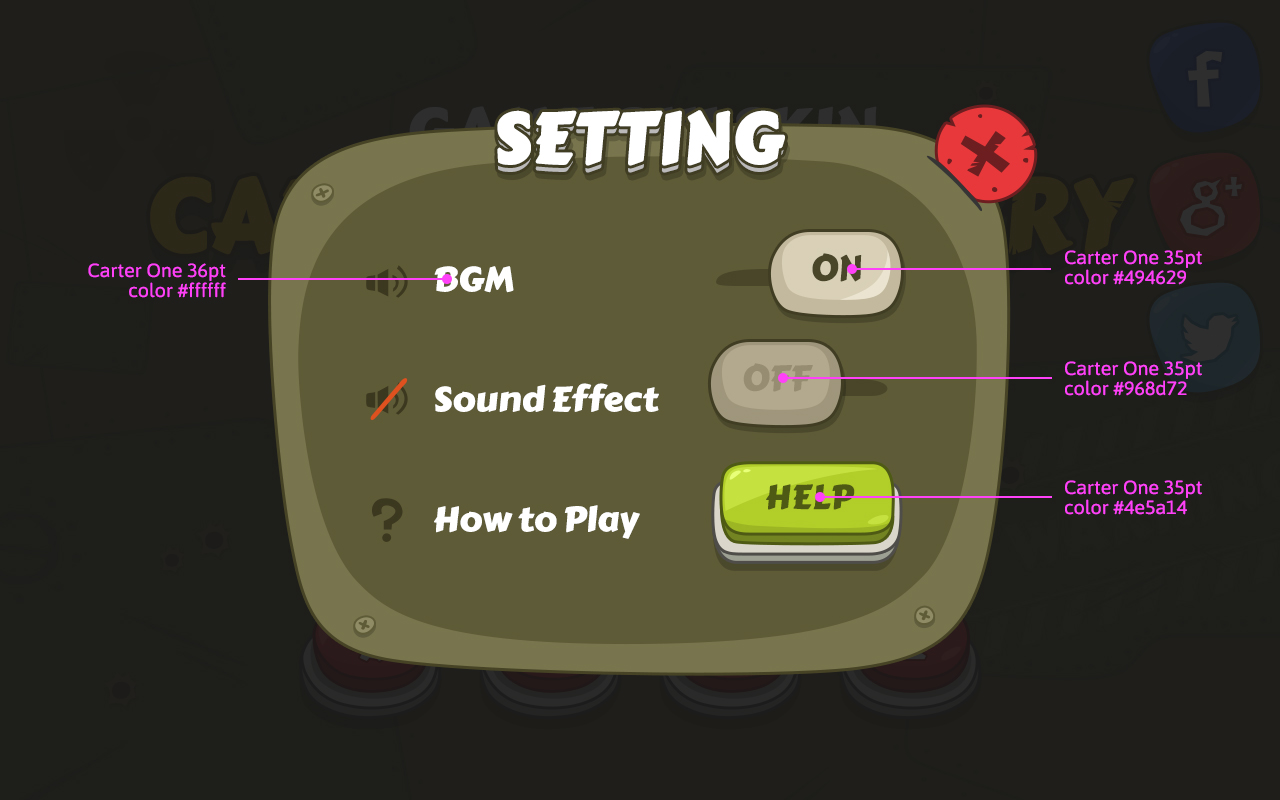 SETTING
Carter One 36pt
color #ffffff
BGM
ON
Carter One 35pt
color #494629
Sound Effect
OFF
Carter One 35pt
color #968d72
How to Play
HELP
Carter One 35pt
color #4e5a14